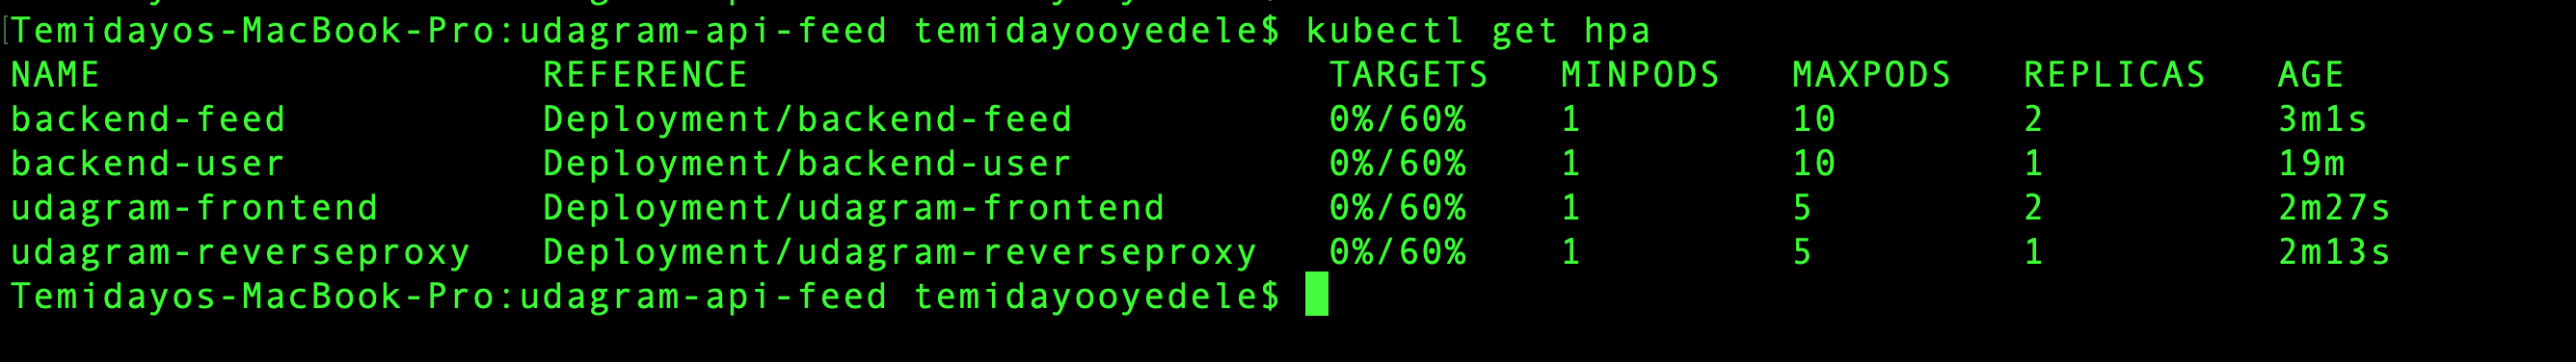 [Temidayos-MacBook-Pro:udagram-api-feed temidayooyedele$ kubectl get hpa
NAME REFERENCE TARGETS MINPODS MAXPODS REPLICAS AGE
backend-feed Deployment/backend-feed 0%/60% 1 10 2 3m1s
backend-user Deployment/backend-user 0%/60% 1 10 1 19m
udagram-frontend Deployment/udagram-frontend 0%/60% 1 5 2 2m27s
udagram-reverseproxy Deployment/udagram-reverseproxy 0%/60% 1 5 1 2m13s
Temidayos-MacBook-Pro:udagram-api-feed temidayooyedele$